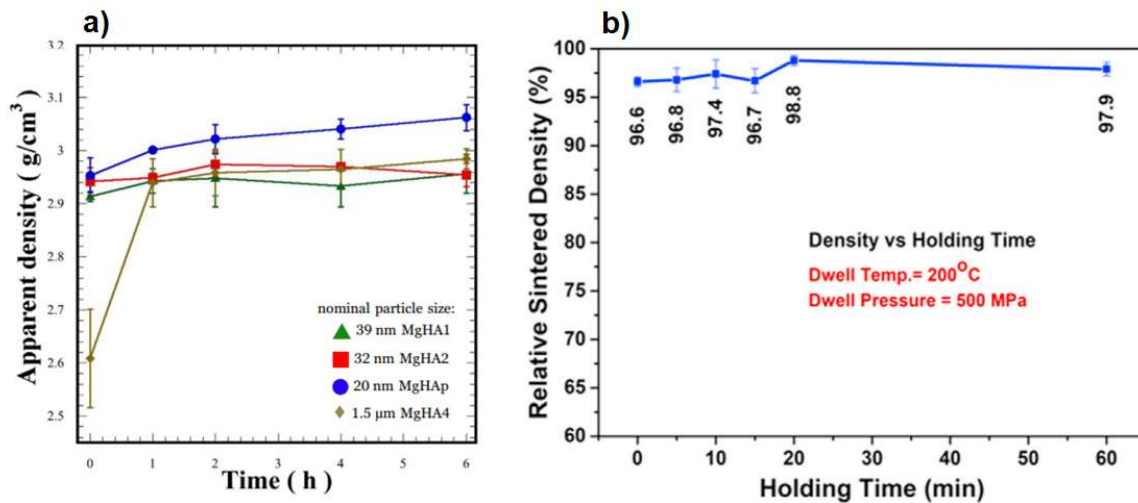 a)
Apparent density ( g/cm³ )
3.2
3.1
3
2.9
2.8
2.7
2.6
2.5
0
1
2
4
6
Time ( h )
nominal particle size:
39 nm MgHA1
32 nm MgHA2
20 nm MgHAp
1.5 µm MgHA4
b)
Relative Sintered Density (%)
100
95
90
85
80
75
70
65
60
0
10
20
30
40
50
60
Holding Time (min)
96.6
96.8
97.4
96.7
98.8
97.9
Density vs Holding Time
Dwell Temp.= 200°C
Dwell Pressure = 500 MPa